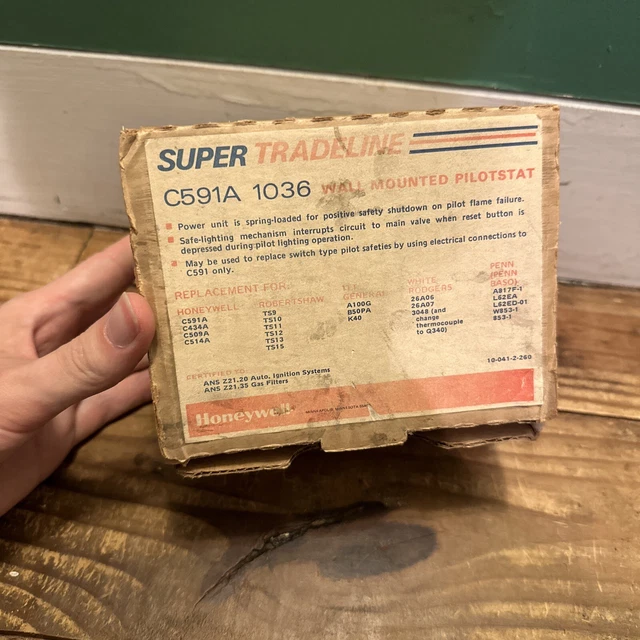 SUPER TRADELINE
C591A 1036 WALL MOUNTED PILOTSTAT
Power unit is spring-loaded for positive safety shutdown on pilot flame failure.
Safe-lighting mechanism interrupts circuit to main valve when reset button is
depressed during pilot lighting operation.
May be used to replace switch type pilot safeties by using electrical connections to
C591 only.
REPLACEMENT FOR:
HONEYWELL
C591A
C434A
C509A
C514A
ROBERTSHAW
TS9
TS10
TS11
TS12
TS13
TS15
GENERAL
A100G
B50PA
K40
WHITE
RODGERS
26A06
26A07
3048 (and
change
thermocouple
to Q340)
PENN
(PENN
BASO)
A917F-1
L62EA
L62ED-01
W853-1
853-1
10-041-2-260
CERTIFIED TO:
ANS Z21.20 Auto. Ignition Systems
ANS Z21.35 Gas Filters
Honeywell